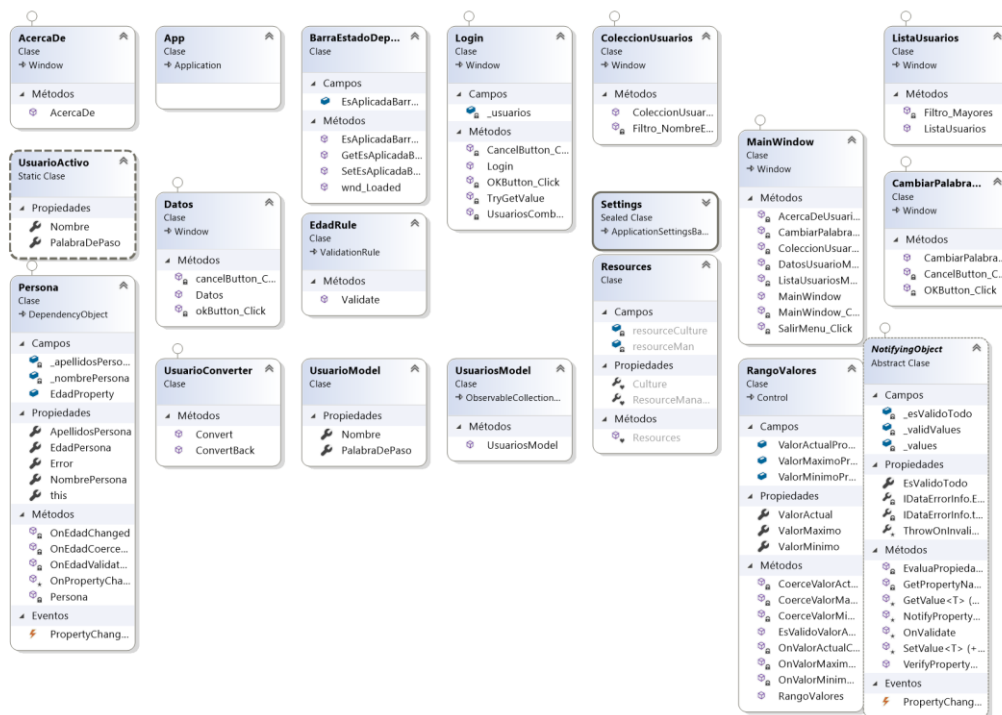 AcercaDe
Clase
Window
Métodos
AcercaDe
App
Clase
Application
BarraEstadoDep...
Clase
Campos
EsAplicadaBarr...
Métodos
EsAplicadaBarr...
GetEsAplicadaB...
SetEsAplicadaB...
wnd_Loaded
Login
Clase
Window
Campos
_usuarios
Métodos
CancelButton_C...
Login
OKButton_Click
TryGetValue
UsuariosComb...
ColeccionUsuarios
Clase
Window
Métodos
ColeccionUsuar...
Filtro_NombreE...
ListaUsuarios
Clase
Window
Métodos
Filtro_Mayores
ListaUsuarios
MainWindow
Clase
Window
Métodos
AcercaDeUsuari...
CambiarPalabra...
ColeccionUsuar...
DatosUsuarioM...
ListaUsuariosM...
MainWindow
MainWindow_C...
SalirMenu_Click
UsuarioActivo
Static Clase
Propiedades
Nombre
PalabraDePaso
Datos
Clase
Window
Métodos
cancelButton_C...
Datos
okButton_Click
EdadRule
Clase
ValidationRule
Métodos
Validate
Settings
Sealed Clase
ApplicationSettingsBa...
CambiarPalabra...
Clase
Window
Métodos
CambiarPalabra...
CancelButton_C...
OKButton_Click
Persona
Clase
DependencyObject
Campos
_apellidosPerso...
_nombrePersona
EdadProperty
Propiedades
ApellidosPersona
EdadPersona
Error
NombrePersona
this
Métodos
OnEdadChanged
OnEdadCoerce...
OnEdadValidat...
OnPropertyCha...
Persona
Eventos
PropertyChang...
UsuarioConverter
Clase
Métodos
Convert
ConvertBack
UsuarioModel
Clase
Propiedades
Nombre
PalabraDePaso
UsuariosModel
Clase
ObservableCollection...
Métodos
UsuariosModel
Resources
Clase
Campos
resourceCulture
resourceMan
Propiedades
Culture
ResourceMana...
Métodos
Resources
RangoValores
Clase
Control
Campos
ValorActualPro...
ValorMaximoPr...
ValorMinimoPr...
Propiedades
ValorActual
ValorMaximo
ValorMinimo
Métodos
CoerceValorAct...
CoerceValorMa...
CoerceValorMi...
EsValidoValorA...
OnValorActualC...
OnValorMaxim...
OnValorMinim...
RangoValores
NotifyingObject
Abstract Clase
Campos
_esValidoTodo
_validValues
_values
Propiedades
EsValidoTodo
IDataErrorInfo.E...
IDataErrorInfo.t...
ThrowOnInvali...
Métodos
EvaluaPropieda...
GetPropertyNa...
GetValue<T> (...
NotifyProperty...
OnValidate
SetValue<T> (+...
VerifyProperty...
Eventos
PropertyChang...